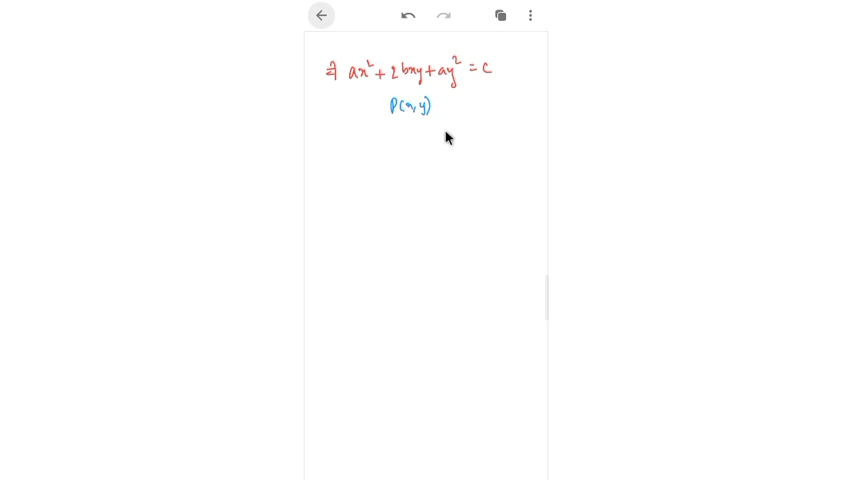 ⇒ ax² + 2bxy + ay² = c
P(x, y)